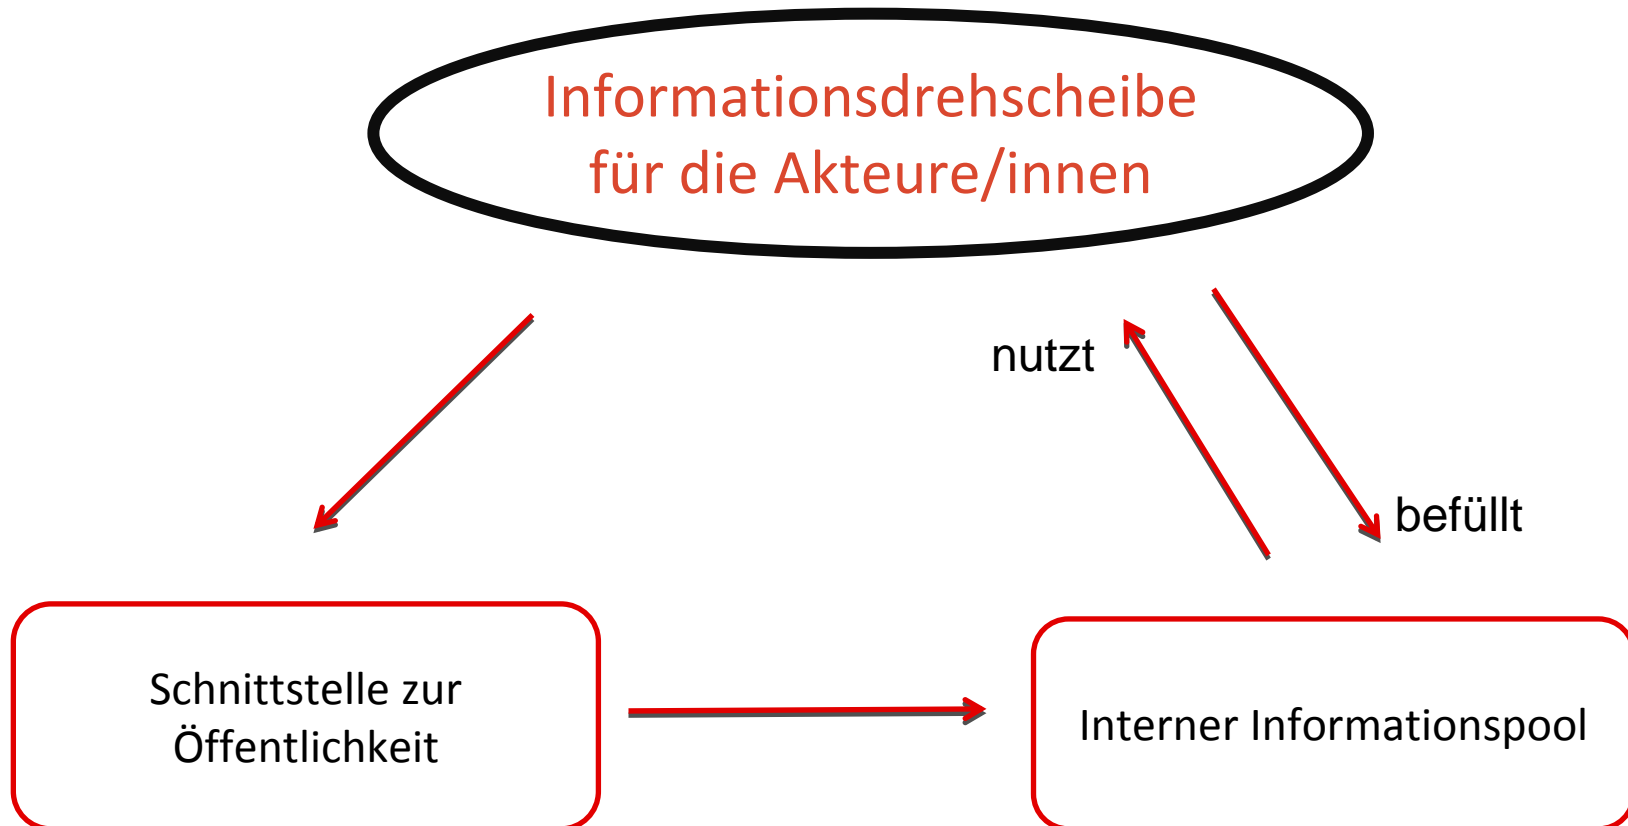 Informationsdrehscheibe
für die Akteure/innen
nutzt
befüllt
Schnittstelle zur
Öffentlichkeit
Interner Informationspool